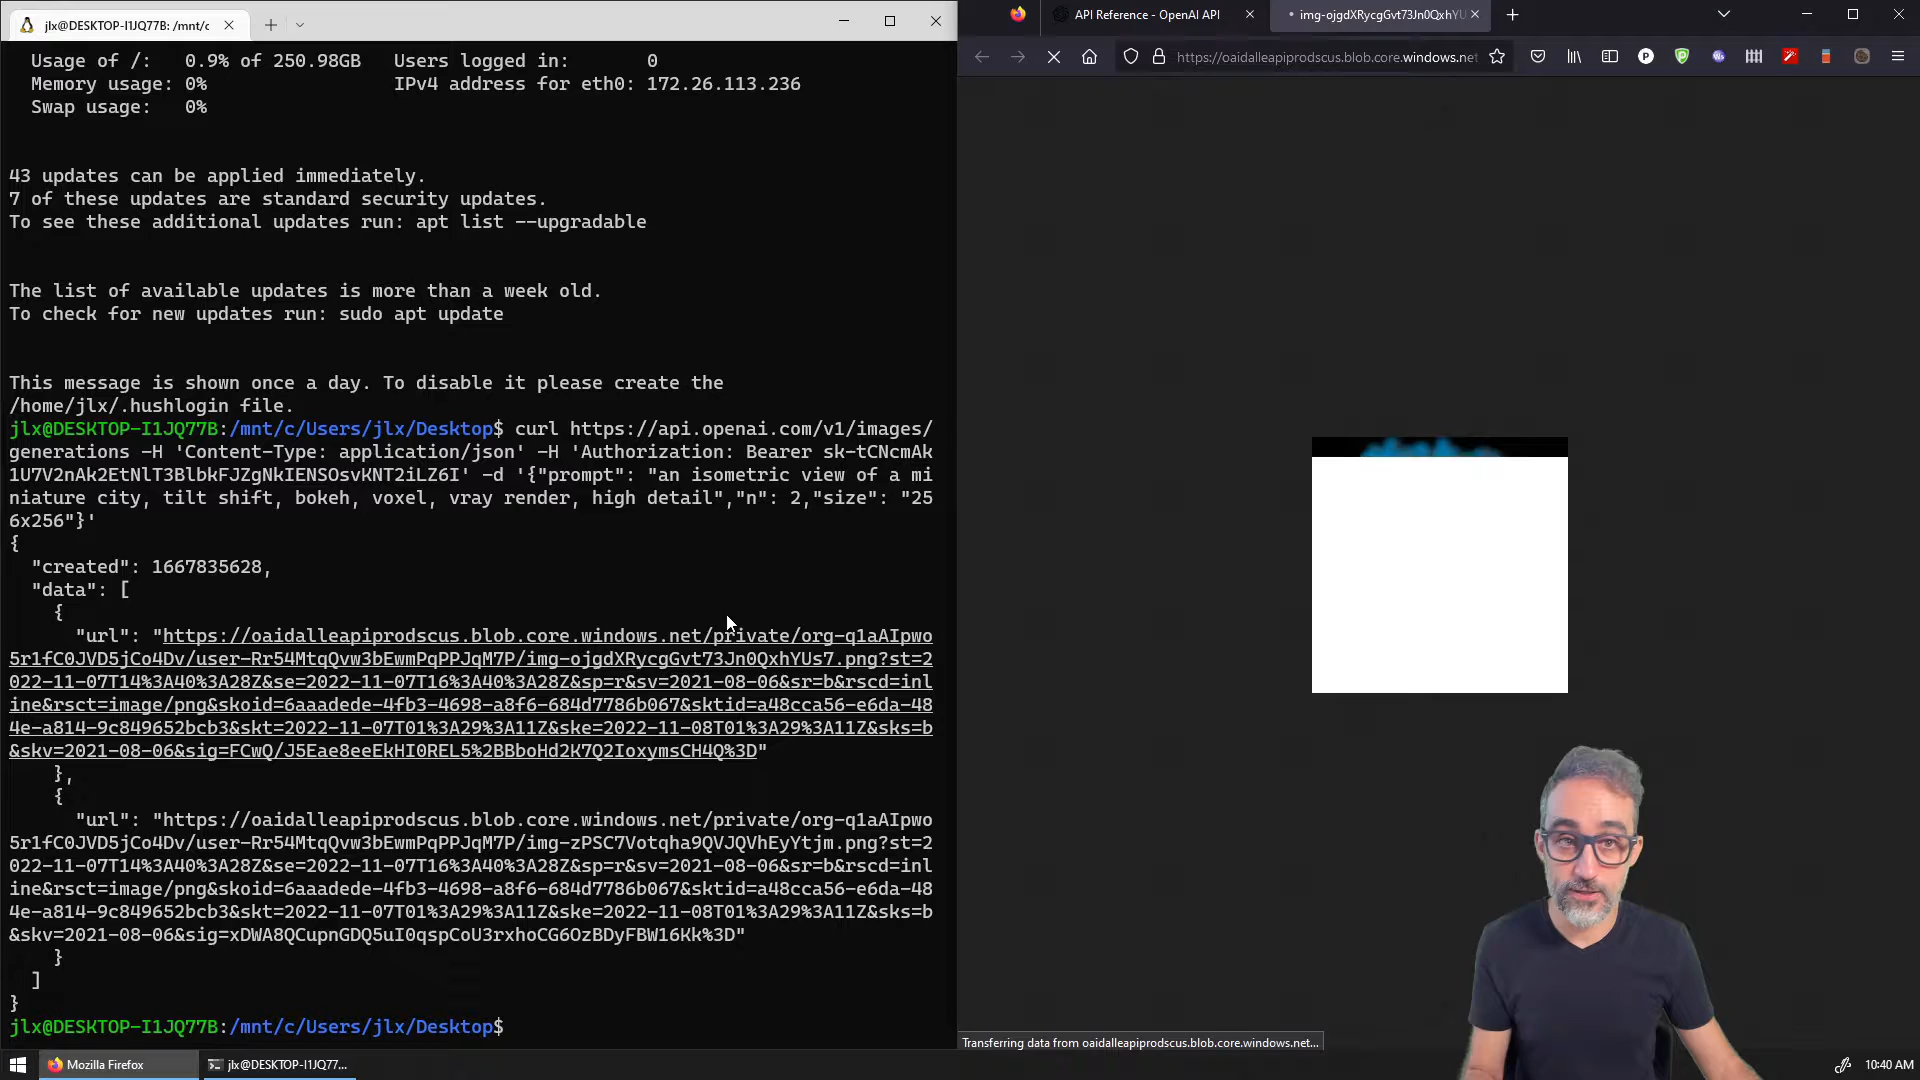 jlx@DESKTOP-I1JQ77B: /mnt/c
API Reference - OpenAI API
img-ojgdXRycgGvt73Jn0QxhYU
https://oaidalleapiprodscus.blob.core.windows.net
Usage of /:   0.9% of 250.98GB   Users logged in:       0
Memory usage: 0%                 IPv4 address for eth0: 172.26.113.236
Swap usage:   0%
43 updates can be applied immediately.
7 of these updates are standard security updates.
To see these additional updates run: apt list --upgradable
The list of available updates is more than a week old.
To check for new updates run: sudo apt update
This message is shown once a day. To disable it please create the
/home/jlx/.hushlogin file.
jlx@DESKTOP-I1JQ77B:/mnt/c/Users/jlx/Desktop$ curl https://api.openai.com/v1/images/
generations -H 'Content-Type: application/json' -H 'Authorization: Bearer sk-tCNcmAk
1U7V2nAk2EtNlT3BlbkFJZgNkIENSOsvKNT2iLZ6I' -d '{"prompt": "an isometric view of a mi
niature city, tilt shift, bokeh, voxel, vray render, high detail","n": 2,"size": "25
6x256"}'
{
"created": 1667835628,
"data": [
{
"url": "https://oaidalleapiprodscus.blob.core.windows.net/private/org-q1aAIpwo
5r1fC0JVD5jCo4Dv/user-Rr54MtqQvw3bEwmPqPPJqM7P/img-ojgdXRycgGvt73Jn0QxhYUs7.png?st=2
022-11-07T14%3A40%3A28Z&se=2022-11-07T16%3A40%3A28Z&sp=r&sv=2021-08-06&sr=b&rscd=inl
ine&rsct=image/png&skoid=6aaadede-4fb3-4698-a8f6-684d7786b067&sktid=a48cca56-e6da-48
4e-a814-9c849652bcb3&skt=2022-11-07T01%3A29%3A11Z&ske=2022-11-08T01%3A29%3A11Z&sks=b
&skv=2021-08-06&sig=FCwQ/J5Eae8eeEkHI0REL5%2BBboHd2K7Q2IoxymsCH4Q%3D"
},
{
"url": "https://oaidalleapiprodscus.blob.core.windows.net/private/org-q1aAIpwo
5r1fC0JVD5jCo4Dv/user-Rr54MtqQvw3bEwmPqPPJqM7P/img-zPSC7Votqha9QVJQVhEyYtjm.png?st=2
022-11-07T14%3A40%3A28Z&se=2022-11-07T16%3A40%3A28Z&sp=r&sv=2021-08-06&sr=b&rscd=inl
ine&rsct=image/png&skoid=6aaadede-4fb3-4698-a8f6-684d7786b067&sktid=a48cca56-e6da-48
4e-a814-9c849652bcb3&skt=2022-11-07T01%3A29%3A11Z&ske=2022-11-08T01%3A29%3A11Z&sks=b
&skv=2021-08-06&sig=xDWA8QCupnGDQ5uI0qspCoU3rxhoCG6OzBDyFBW16Kk%3D"
}
]
}
jlx@DESKTOP-I1JQ77B:/mnt/c/Users/jlx/Desktop$
Transferring data from oaidalleapiprodscus.blob.core.windows.net...
Mozilla Firefox
jlx@DESKTOP-I1JQ77...
10:40 AM